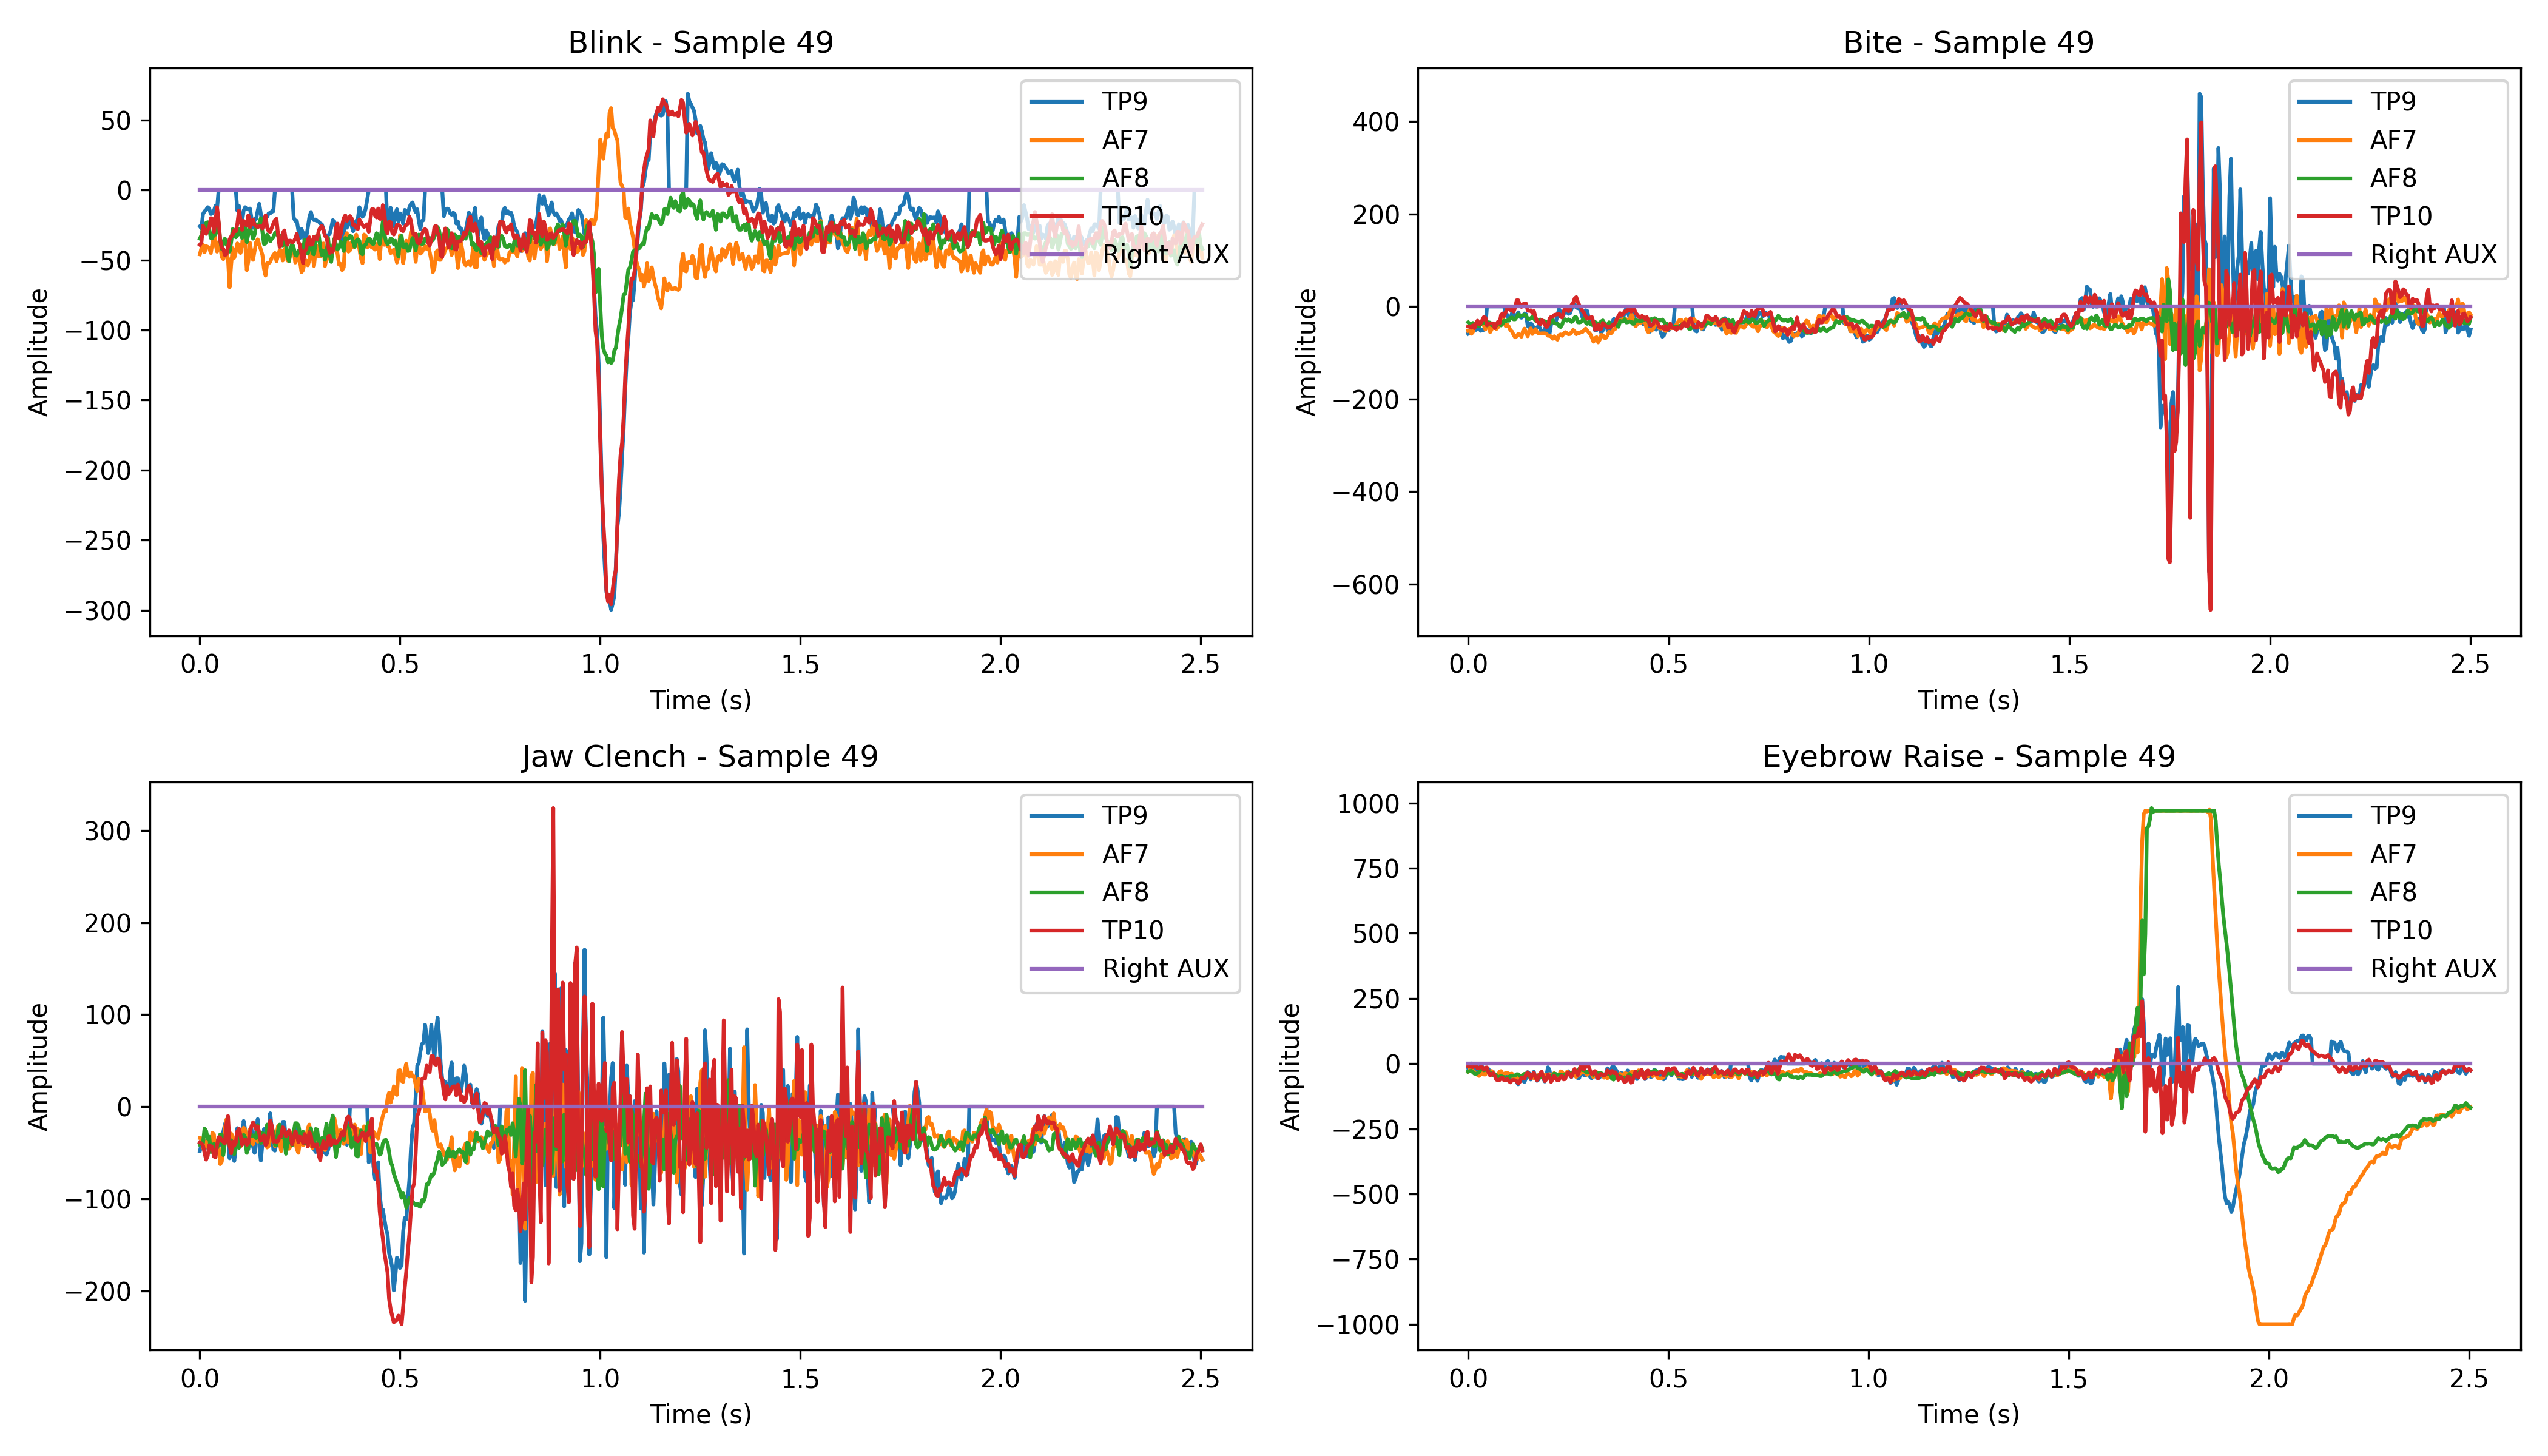 Blink - Sample 49
50
0
−50
−100
−150
−200
−250
−300
Amplitude
0.0 0.5 1.0 1.5 2.0 2.5
Time (s)
TP9
AF7
AF8
TP10
Right AUX
Bite - Sample 49
400
200
0
−200
−400
−600
Amplitude
0.0 0.5 1.0 1.5 2.0 2.5
Time (s)
TP9
AF7
AF8
TP10
Right AUX
Jaw Clench - Sample 49
300
200
100
0
−100
−200
Amplitude
0.0 0.5 1.0 1.5 2.0 2.5
Time (s)
TP9
AF7
AF8
TP10
Right AUX
Eyebrow Raise - Sample 49
1000
750
500
250
0
−250
−500
−750
−1000
Amplitude
0.0 0.5 1.0 1.5 2.0 2.5
Time (s)
TP9
AF7
AF8
TP10
Right AUX